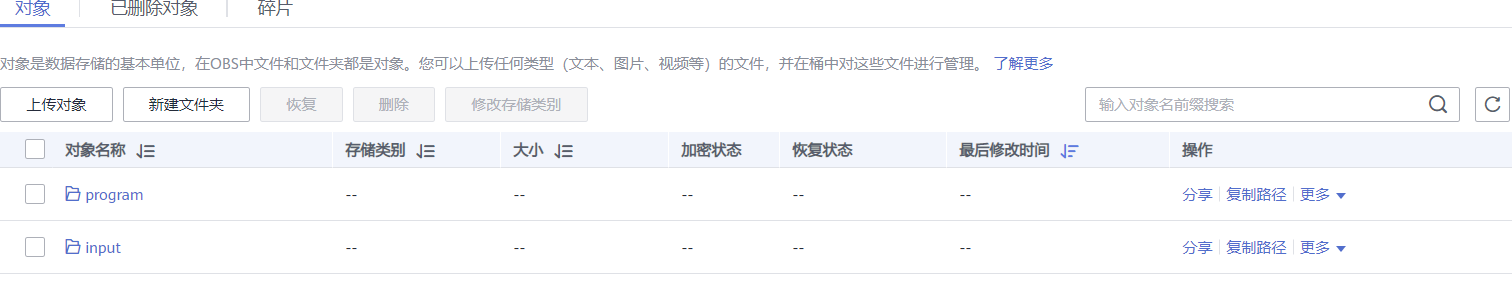 对象 已删除对象 碎片
对象是数据存储的基本单位，在OBS中文件和文件夹都是对象。您可以上传任何类型（文本、图片、视频等）的文件，并在桶中对这些文件进行管理。 了解更多
上传对象 新建文件夹 恢复 删除 修改存储类别 输入对象名前缀搜索
对象名称 存储类别 大小 加密状态 恢复状态 最后修改时间 操作
program -- -- -- -- -- 分享 复制路径 更多
input -- -- -- -- -- 分享 复制路径 更多